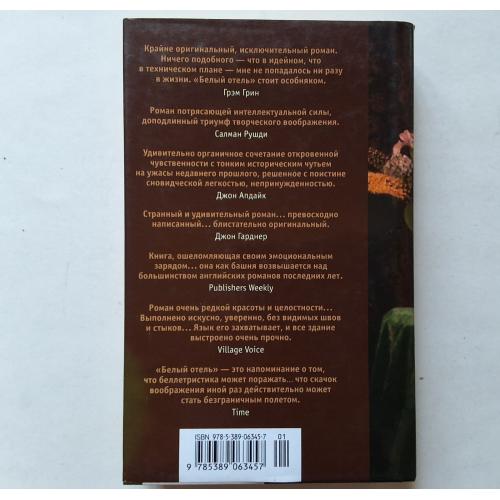 Крайне оригинальный, исключительный роман.
Ничего подобного — что в идейном, что
в техническом плане — мне не попадалось ни разу
в жизни. «Белый отель» стоит особняком.
Грэм Грин
Роман потрясающей интеллектуальной силы,
доподлинный триумф творческого воображения.
Салман Рушди
Удивительно органичное сочетание откровенной
чувственности с тонким историческим чутьем
на ужасы недавнего прошлого, решенное с поистине
сновидческой легкостью, непринужденностью.
Джон Апдайк
Странный и удивительный роман... превосходно
написанный... блистательно оригинальный.
Джон Гарднер
Книга, ошеломляющая своим эмоциональным
зарядом... она как башня возвышается над
большинством английских романов последних лет.
Publishers Weekly
Роман очень редкой красоты и целостности...
Выполнено искусно, уверенно, без видимых швов
и стыков... Язык его захватывает, и все здание
выстроено очень прочно.
Village Voice
«Белый отель» — это напоминание о том,
что беллетристика может поражать... что скачок
воображения иной раз действительно может
стать безграничным полетом.
Time
ISBN 978-5-389-06345-7
01
9 785389 063457